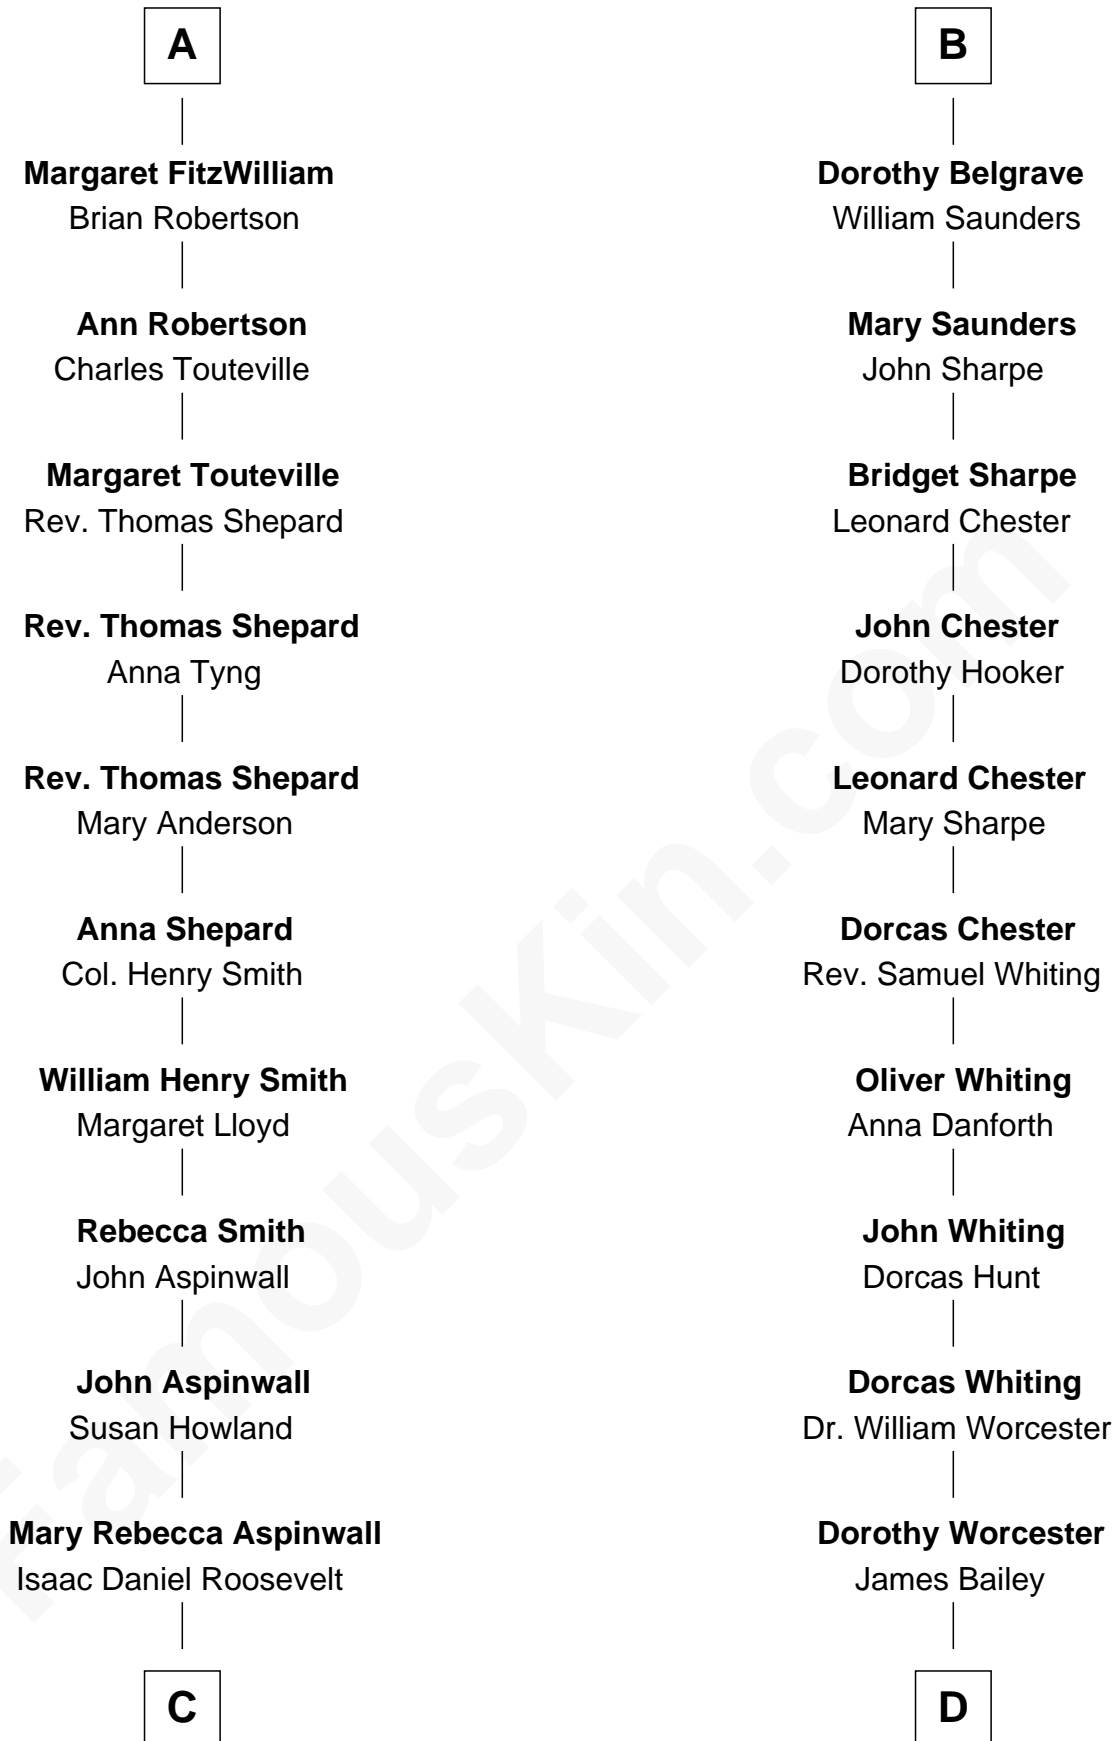 A
Margaret FitzWilliam
Brian Robertson
Ann Robertson
Charles Touteville
Margaret Touteville
Rev. Thomas Shepard
Rev. Thomas Shepard
Anna Tyng
Rev. Thomas Shepard
Mary Anderson
Anna Shepard
Col. Henry Smith
William Henry Smith
Margaret Lloyd
Rebecca Smith
John Aspinwall
John Aspinwall
Susan Howland
Mary Rebecca Aspinwall
Isaac Daniel Roosevelt
C
B
Dorothy Belgrave
William Saunders
Mary Saunders
John Sharpe
Bridget Sharpe
Leonard Chester
John Chester
Dorothy Hooker
Leonard Chester
Mary Sharpe
Dorcas Chester
Rev. Samuel Whiting
Oliver Whiting
Anna Danforth
John Whiting
Dorcas Hunt
Dorcas Whiting
Dr. William Worcester
Dorothy Worcester
James Bailey
D
FamousKin.com